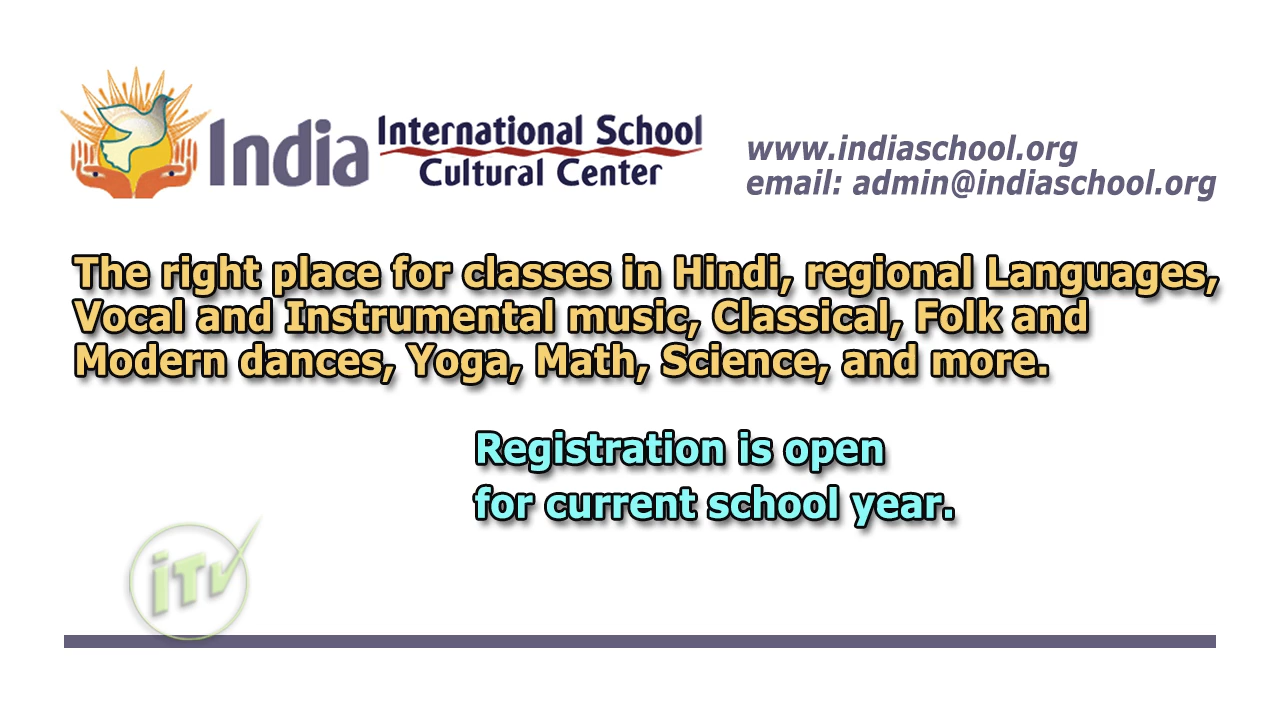 India International School
Cultural Center
www.indiaschool.org
email: admin@indiaschool.org
The right place for classes in Hindi, regional Languages,
Vocal and Instrumental music, Classical, Folk and
Modern dances, Yoga, Math, Science, and more.
Registration is open
for current school year.
iTv